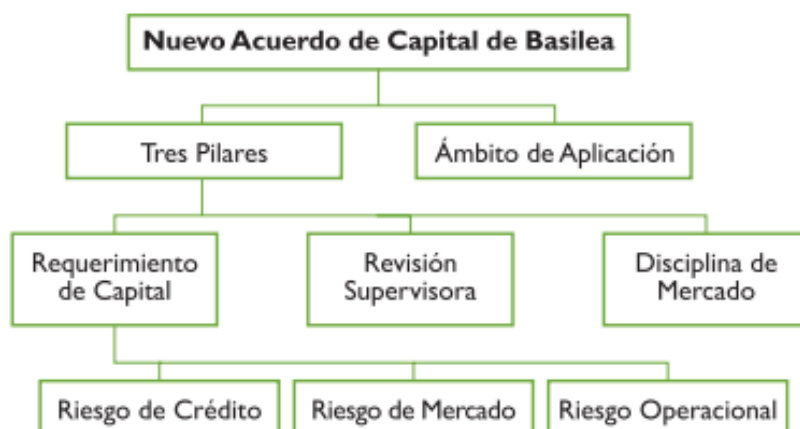 Nuevo Acuerdo de Capital de Basilea
Tres Pilares
Ámbito de Aplicación
Requerimiento
de Capital
Revisión
Supervisora
Disciplina de
Mercado
Riesgo de Crédito
Riesgo de Mercado
Riesgo Operacional